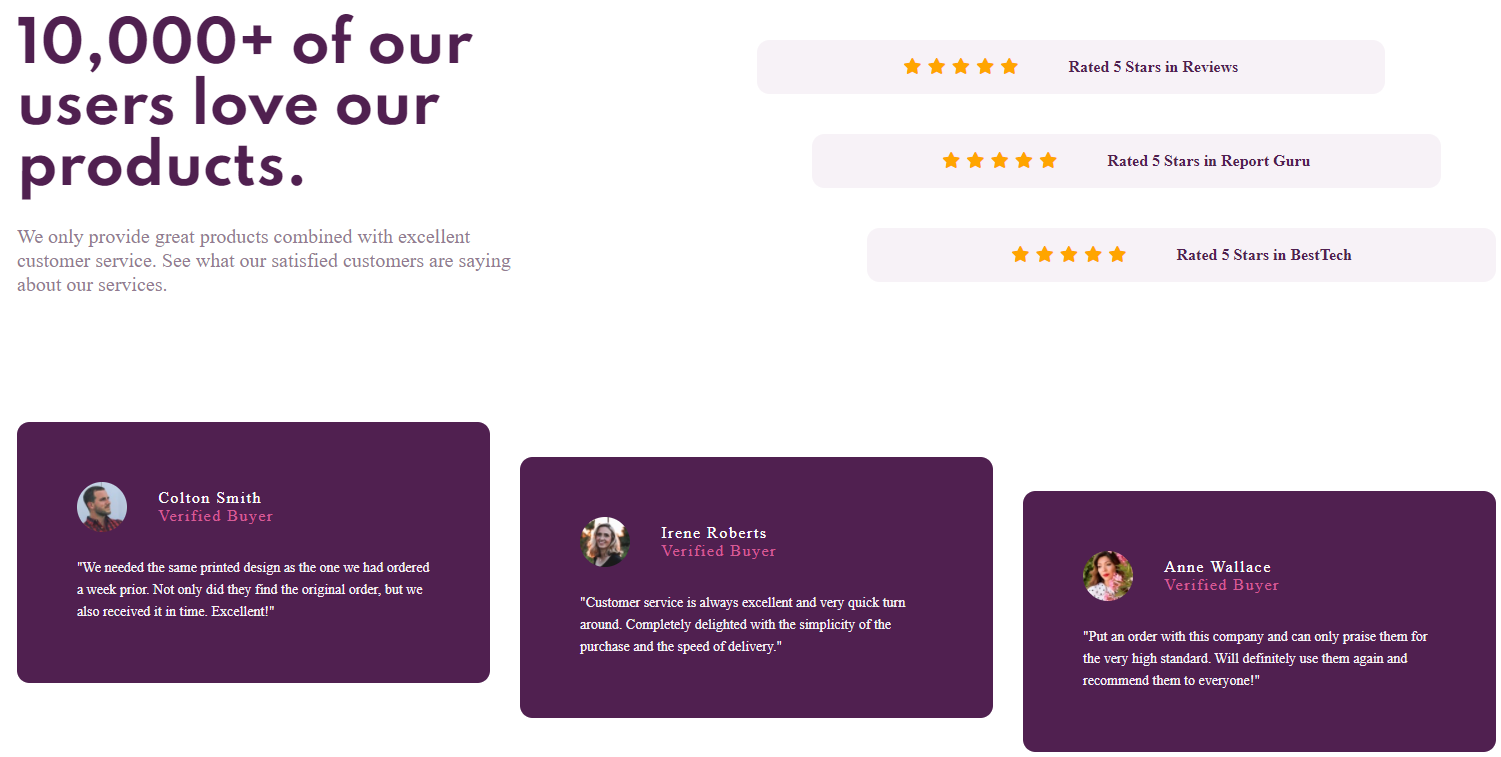 10,000+ of our
users love our
products.
We only provide great products combined with excellent
customer service. See what our satisfied customers are saying
about our services.
Rated 5 Stars in Reviews
Rated 5 Stars in Report Guru
Rated 5 Stars in BestTech
Colton Smith
Verified Buyer
"We needed the same printed design as the one we had ordered
a week prior. Not only did they find the original order, but we
also received it in time. Excellent!"
Irene Roberts
Verified Buyer
"Customer service is always excellent and very quick turn
around. Completely delighted with the simplicity of the
purchase and the speed of delivery."
Anne Wallace
Verified Buyer
"Put an order with this company and can only praise them for
the very high standard. Will definitely use them again and
recommend them to everyone!"